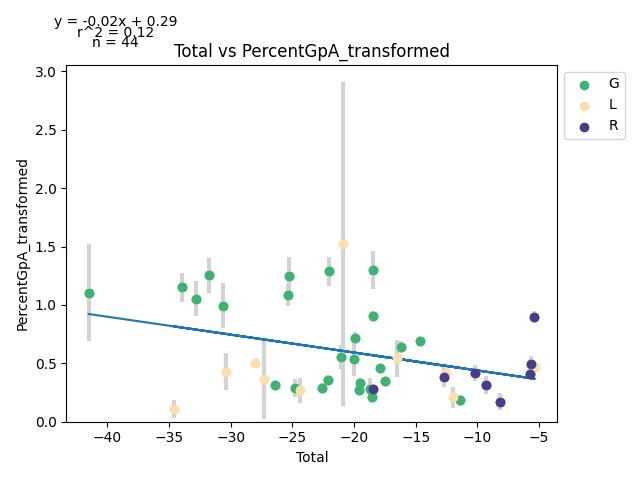 y = -0.02x + 0.29
r^2 = 0.12
n = 44
Total vs PercentGpA_transformed
3.0
2.5
2.0
1.5
1.0
0.5
0.0
PercentGpA_transformed
−40
−35
−30
−25
−20
−15
−10
−5
Total
G
L
R